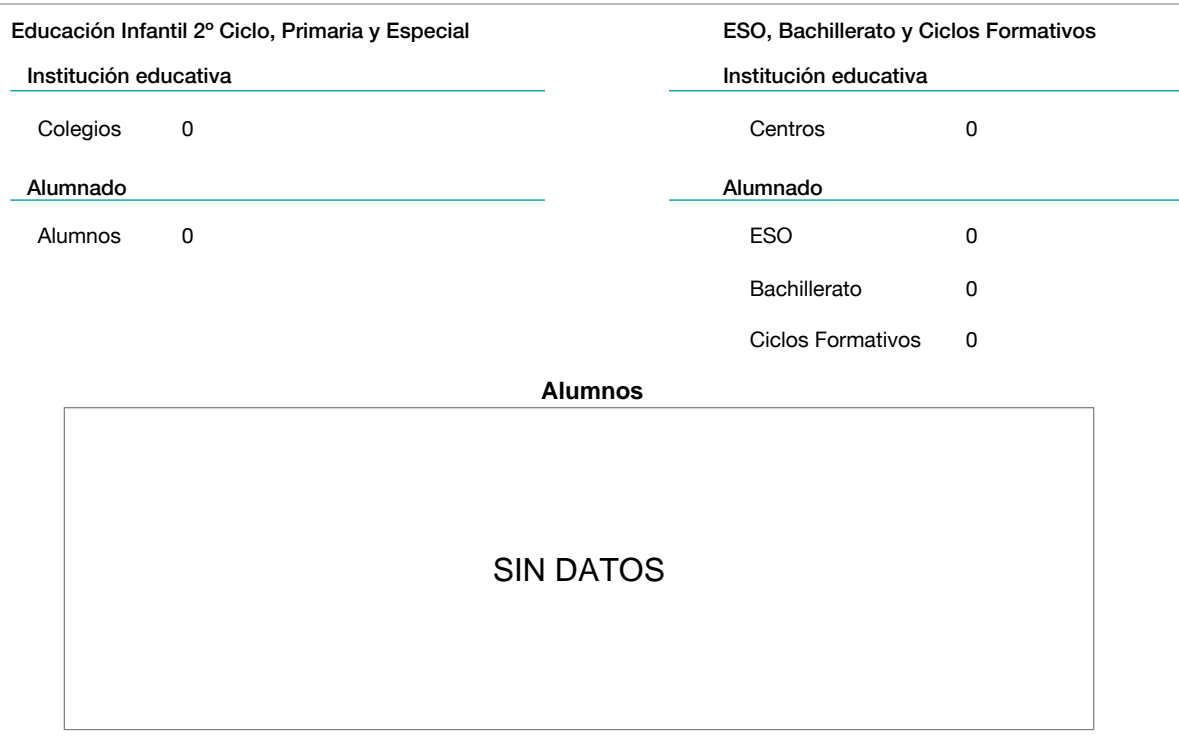 Educación Infantil 2º Ciclo, Primaria y Especial
Institución educativa
Colegios 0
Alumnado
Alumnos 0
ESO, Bachillerato y Ciclos Formativos
Institución educativa
Centros 0
Alumnado
ESO 0
Bachillerato 0
Ciclos Formativos 0
Alumnos
SIN DATOS